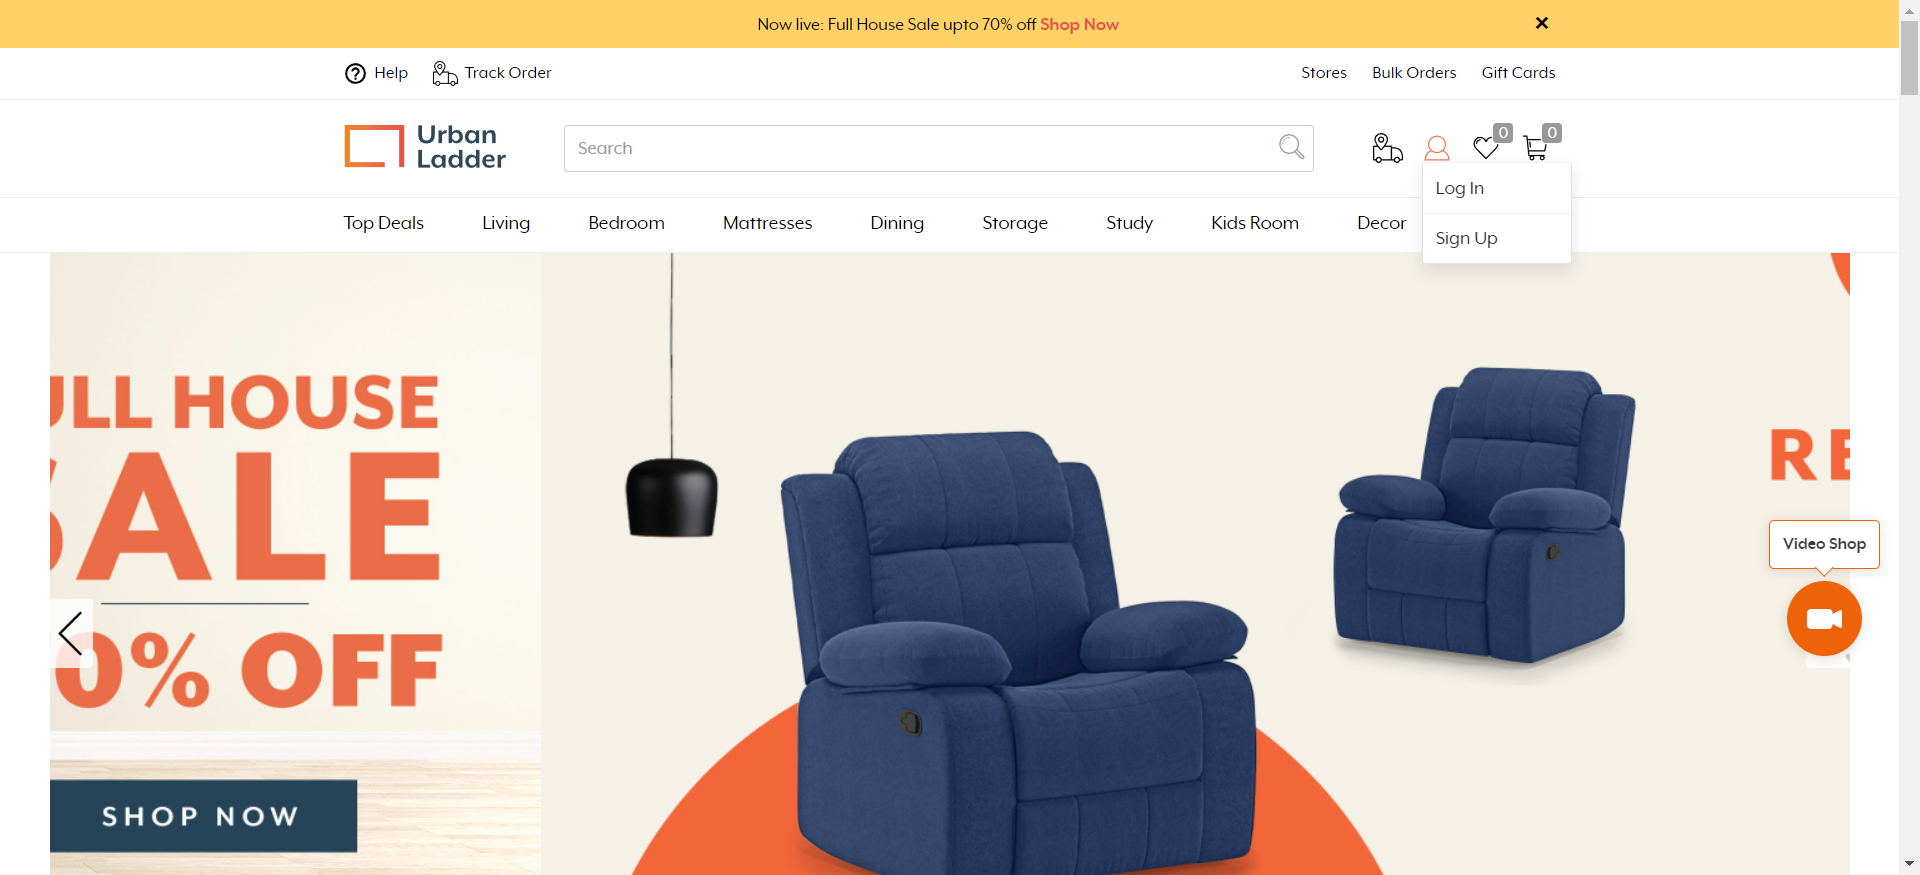 Now live: Full House Sale upto 70% off Shop Now
Help
Track Order
Stores
Bulk Orders
Gift Cards
Urban
Ladder
Search
0
0
Log In
Sign Up
Top Deals
Living
Bedroom
Mattresses
Dining
Storage
Study
Kids Room
Decor
ULL HOUSE
SALE
0% OFF
SHOP NOW
RE
Video Shop